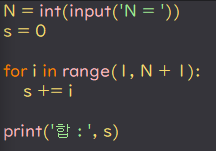 N = int(input('N = '))
s = 0
for i in range(1, N + 1):
s += i
print('합 : ', s)